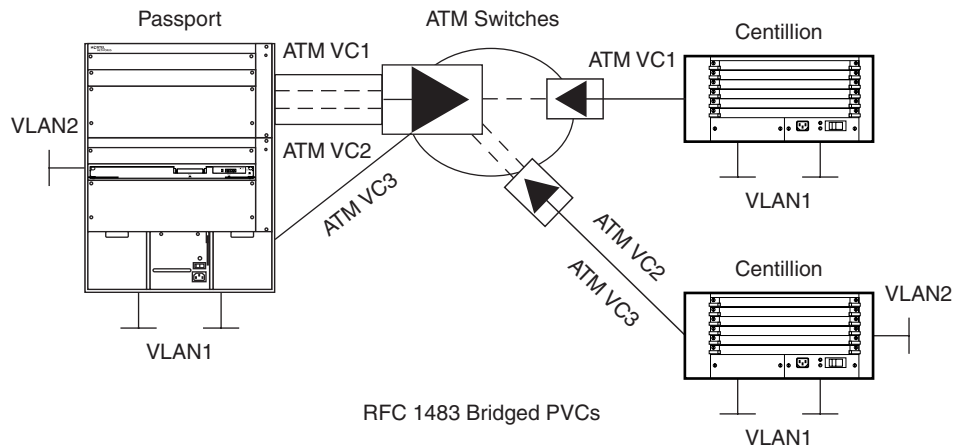 Passport
ATM Switches
Centillion
ATM VC1
ATM VC1
VLAN2
ATM VC2
ATM VC3
VLAN1
ATM VC2
ATM VC3
Centillion
VLAN2
VLAN1
RFC 1483 Bridged PVCs
VLAN1